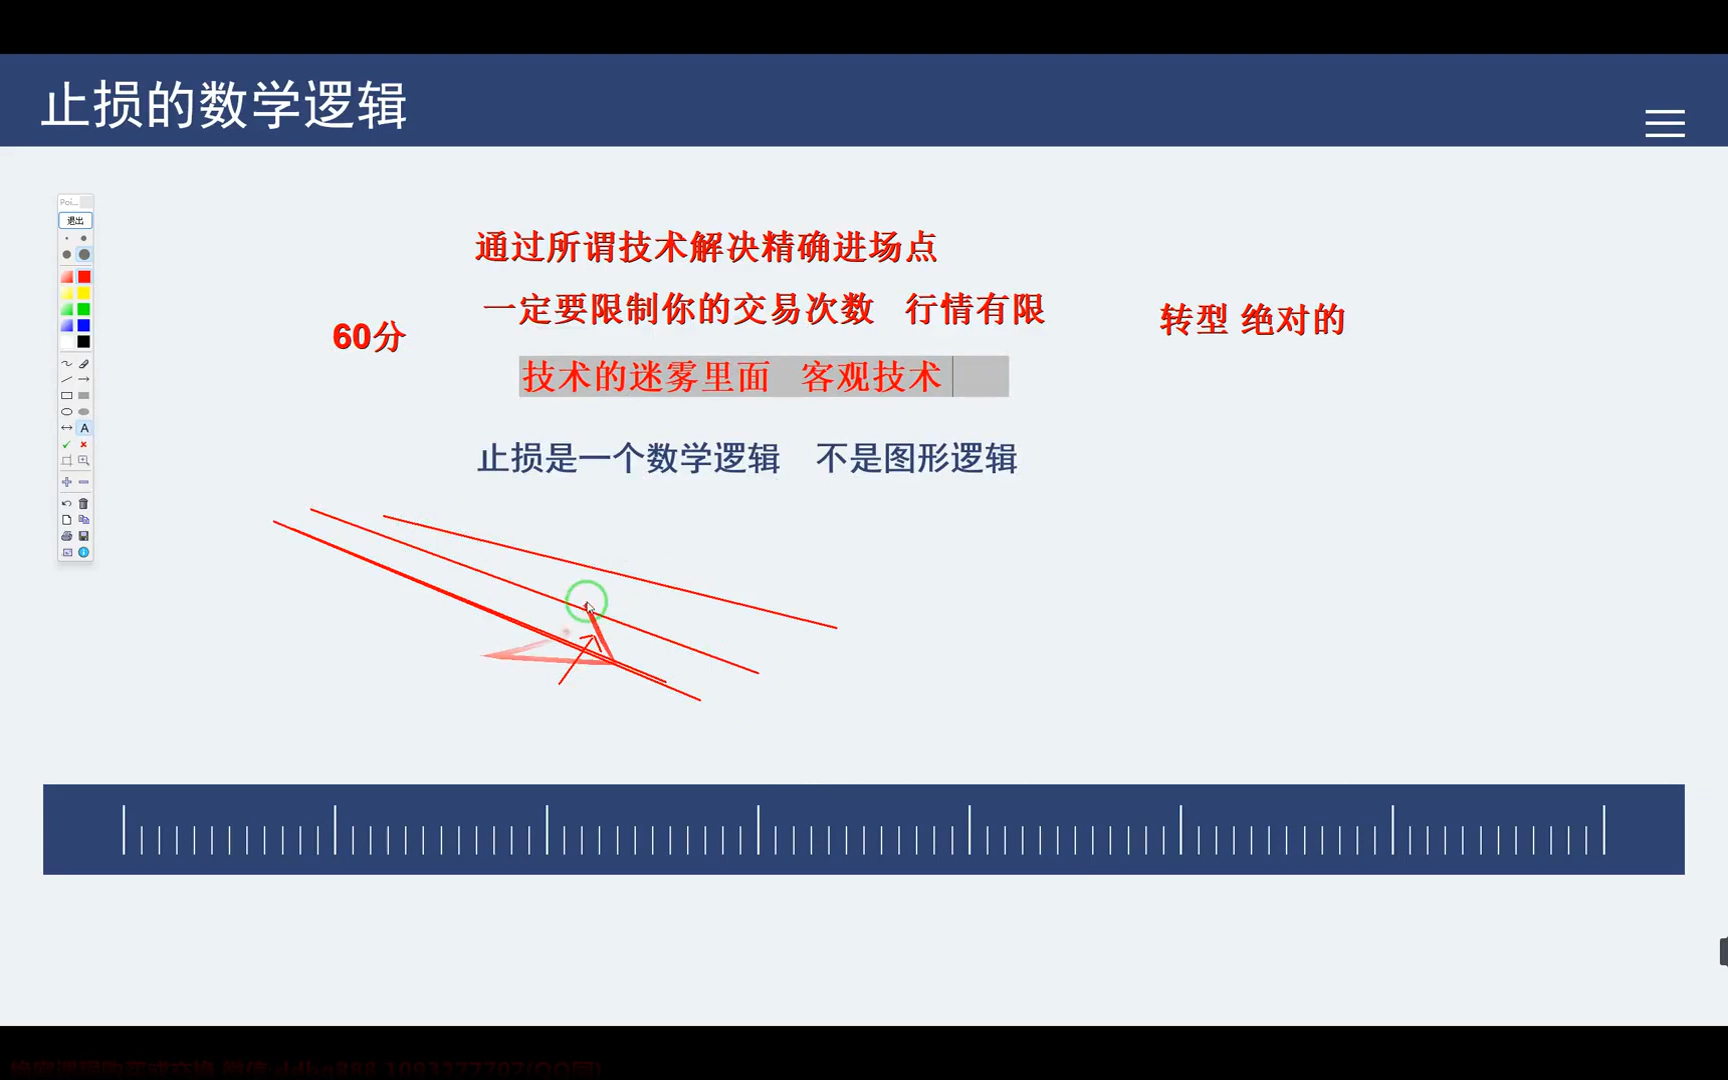 止损的数学逻辑
Poi...
退出
通过所谓技术解决精确进场点
一定要限制你的交易次数 行情有限
转型 绝对的
60分
技术的迷雾里面 客观技术
A
止损是一个数学逻辑 不是图形逻辑